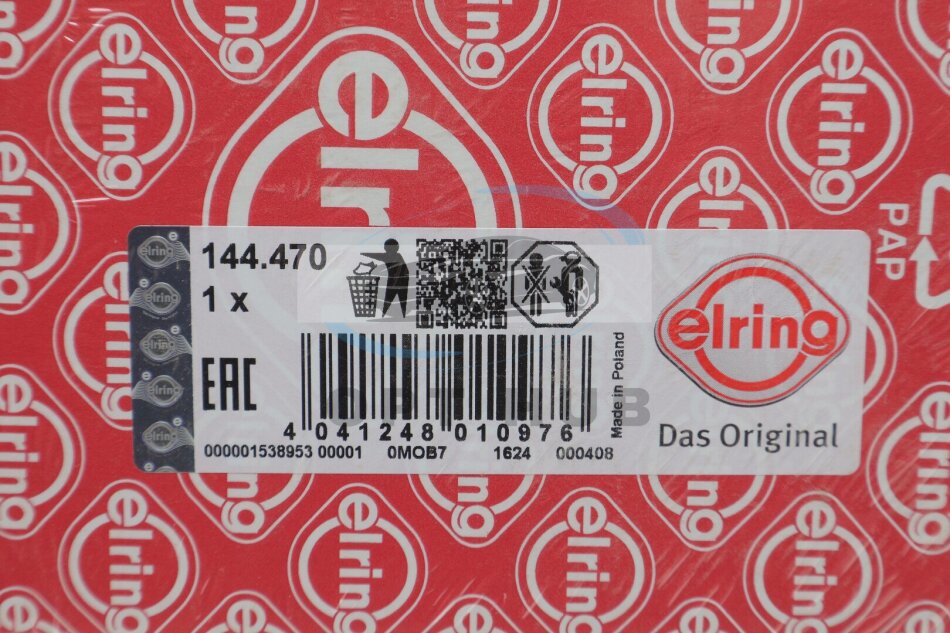 elring
144.470
1 x
EAC
4 041248 010976
Made in Poland
000001538953 00001 0MOB7 1624 000408
elring
Das Original
PAP